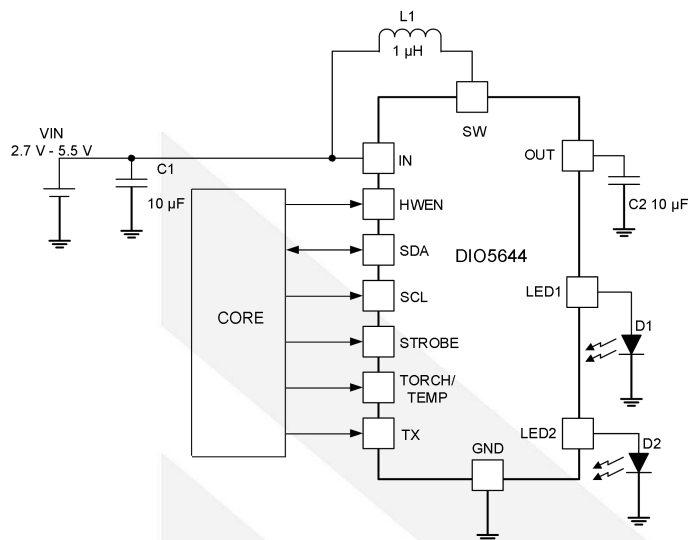 L1
1 µH
SW
VIN
2.7 V - 5.5 V
C1
10 µF
IN
OUT
C2 10 µF
HWEN
SDA
DIO5644
SCL
LED1
CORE
D1
STROBE
TORCH/
TEMP
TX
LED2
D2
GND